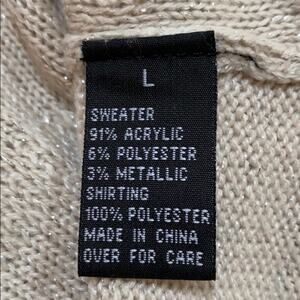 L
SWEATER
91% ACRYLIC
6% POLYESTER
3% METALLIC
SHIRTING
100% POLYESTER
MADE IN CHINA
OVER FOR CARE